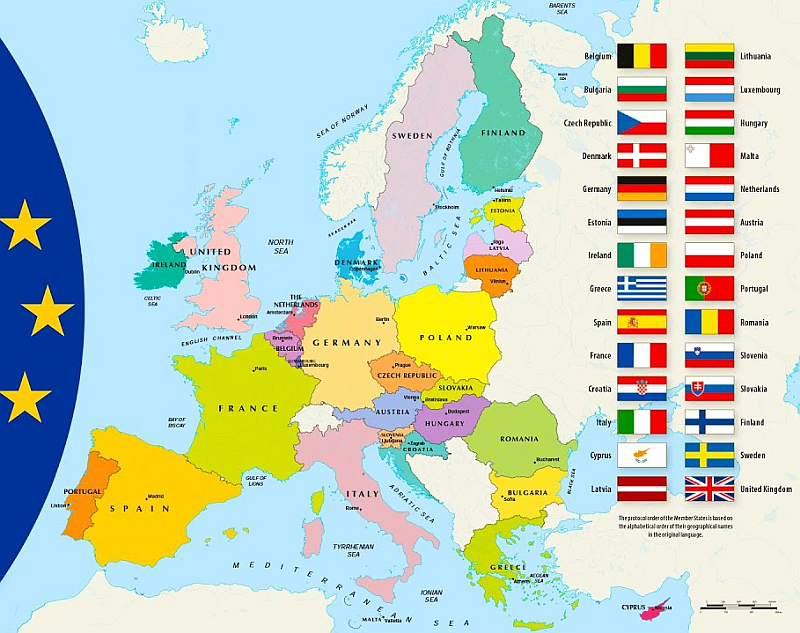 BARENTS
SEA
SEA OF NORWAY
SWEDEN
FINLAND
GULF OF BOTHNIA
Helsinki
Stockholm
Tallinn
ESTONIA
SKAGERRAK
NORTH
SEA
BALTIC SEA
Riga
LATVIA
LITHUANIA
Vilnius
DENMARK
Copenhagen
UNITED
KINGDOM
IRELAND
Dublin
CELTIC
SEA
London
ENGLISH CHANNEL
THE
NETHERLANDS
Amsterdam
Brussels
BELGIUM
LUXEMBOURG
Luxembourg
GERMANY
Berlin
POLAND
Warsaw
Paris
FRANCE
Prague
CZECH REPUBLIC
SLOVAKIA
Vienna
Bratislava
AUSTRIA
Budapest
HUNGARY
SLOVENIA
Ljubljana
Zagreb
CROATIA
ROMANIA
Bucharest
BLACK SEA
BAY OF
BISCAY
GULF OF
LIONS
PORTUGAL
Lisbon
Madrid
SPAIN
ITALY
Rome
ADRIATIC SEA
BULGARIA
Sofia
TYRRHENIAN
SEA
GREECE
Athens
AEGEAN
SEA
IONIAN
SEA
MEDITERRANEAN SEA
MALTA Valletta
CYPRUS
Nicosia
Belgium
Lithuania
Bulgaria
Luxembourg
Czech Republic
Hungary
Denmark
Malta
Germany
Netherlands
Estonia
Austria
Ireland
Poland
Greece
Portugal
Spain
Romania
France
Slovenia
Croatia
Slovakia
Italy
Finland
Cyprus
Sweden
Latvia
United Kingdom
The protocol order of the Member States is based on
the alphabetical order of their geographical names
in the original language.